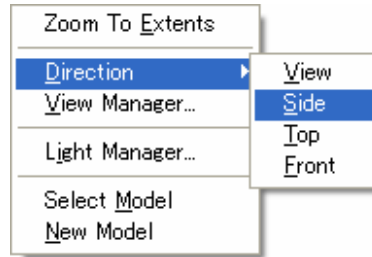 Zoom To Extents
Direction
View Manager...
Light Manager...
Select Model
New Model
View
Side
Top
Front